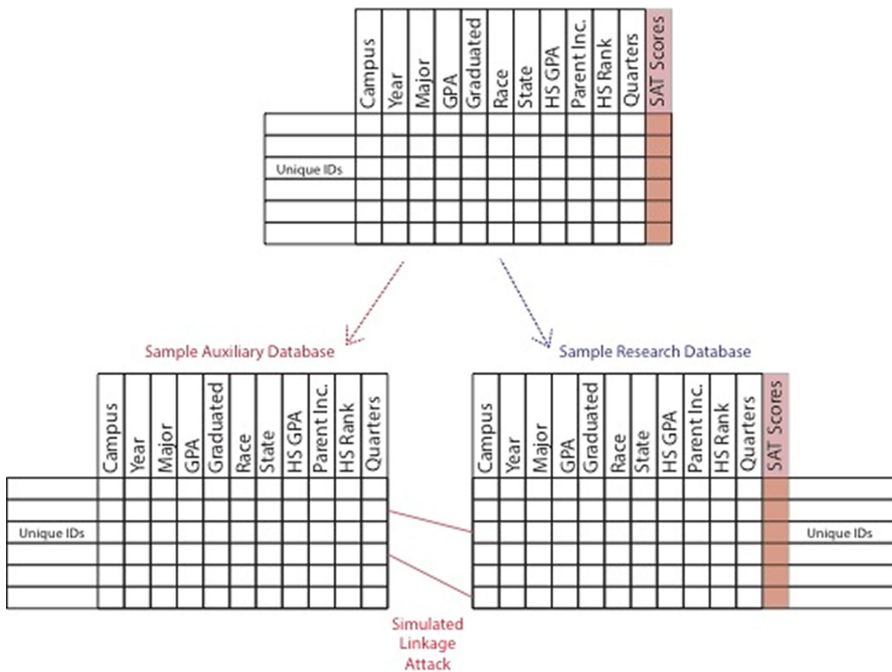 Campus
Year
Major
GPA
Graduated
Race
State
HS GPA
Parent Inc.
HS Rank
Quarters
SAT Scores
Unique IDs
Sample Auxiliary Database
Sample Research Database
Campus
Year
Major
GPA
Graduated
Race
State
HS GPA
Parent Inc.
HS Rank
Quarters
Campus
Year
Major
GPA
Graduated
Race
State
HS GPA
Parent Inc.
HS Rank
Quarters
SAT Scores
Unique IDs
Unique IDs
Simulated
Linkage
Attack